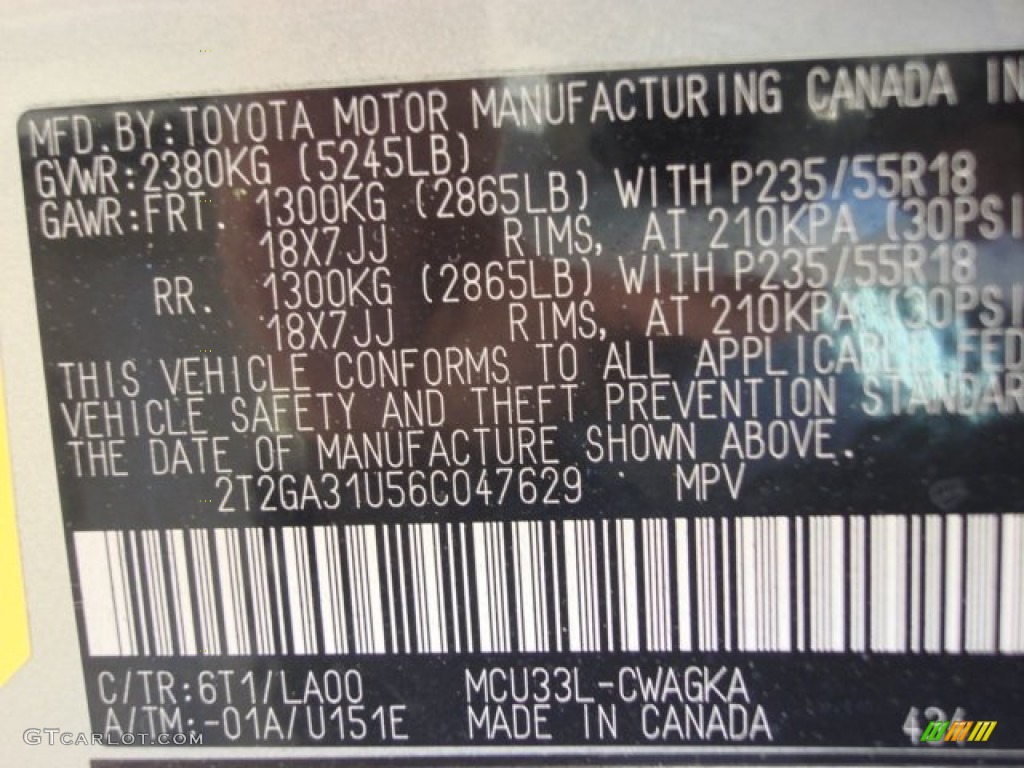 MFD.BY:TOYOTA MOTOR MANUFACTURING CANADA IN
GVWR:2380KG (5245LB)
GAWR:FRT. 1300KG (2865LB) WITH P235/55R18
18X7JJ RIMS, AT 210KPA (30PSI
RR. 1300KG (2865LB) WITH P235/55R18
18X7JJ RIMS, AT 210KPA (30PSI
THIS VEHICLE CONFORMS TO ALL APPLICABLE FED
VEHICLE SAFETY AND THEFT PREVENTION STANDAR
THE DATE OF MANUFACTURE SHOWN ABOVE.
2T2GA31U56C047629 MPV
C/TR:6T1/LA00 MCU33L-CWAGKA
A/TM:-01A/U151E MADE IN CANADA
GTCARLOT.COM